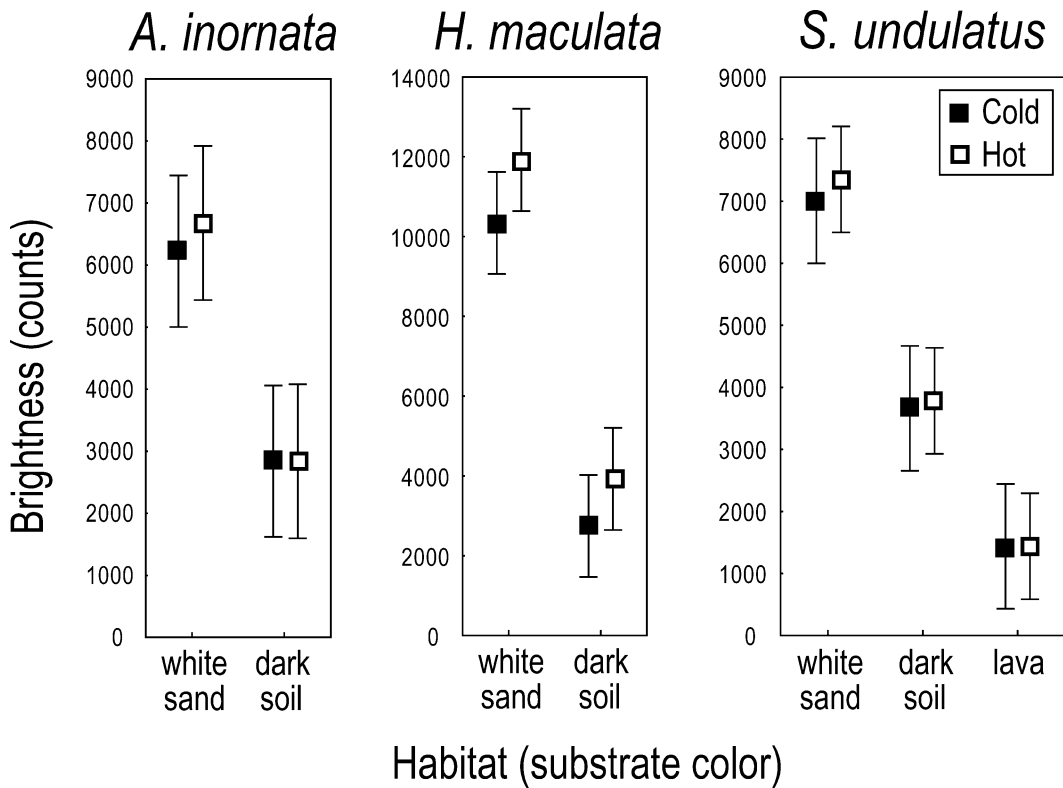 A. inornata
H. maculata
S. undulatus
Brightness (counts)
9000
8000
7000
6000
5000
4000
3000
2000
1000
0
white sand
dark soil
14000
12000
10000
8000
6000
4000
2000
0
white sand
dark soil
9000
8000
7000
6000
5000
4000
3000
2000
1000
0
Cold
Hot
white sand
dark soil
lava
Habitat (substrate color)